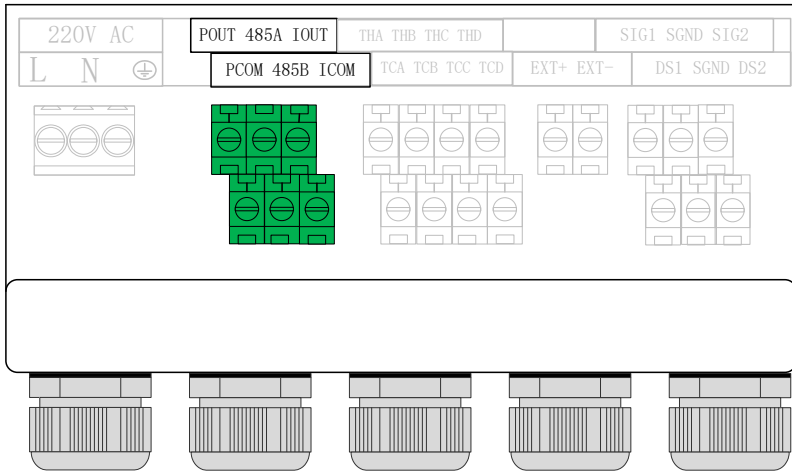 220V AC POUT 485A IOUT THA THB THC THD SIG1 SGND SIG2
L N PCOM 485B ICOM TCA TCB TCC TCD EXT+ EXT- DS1 SGND DS2